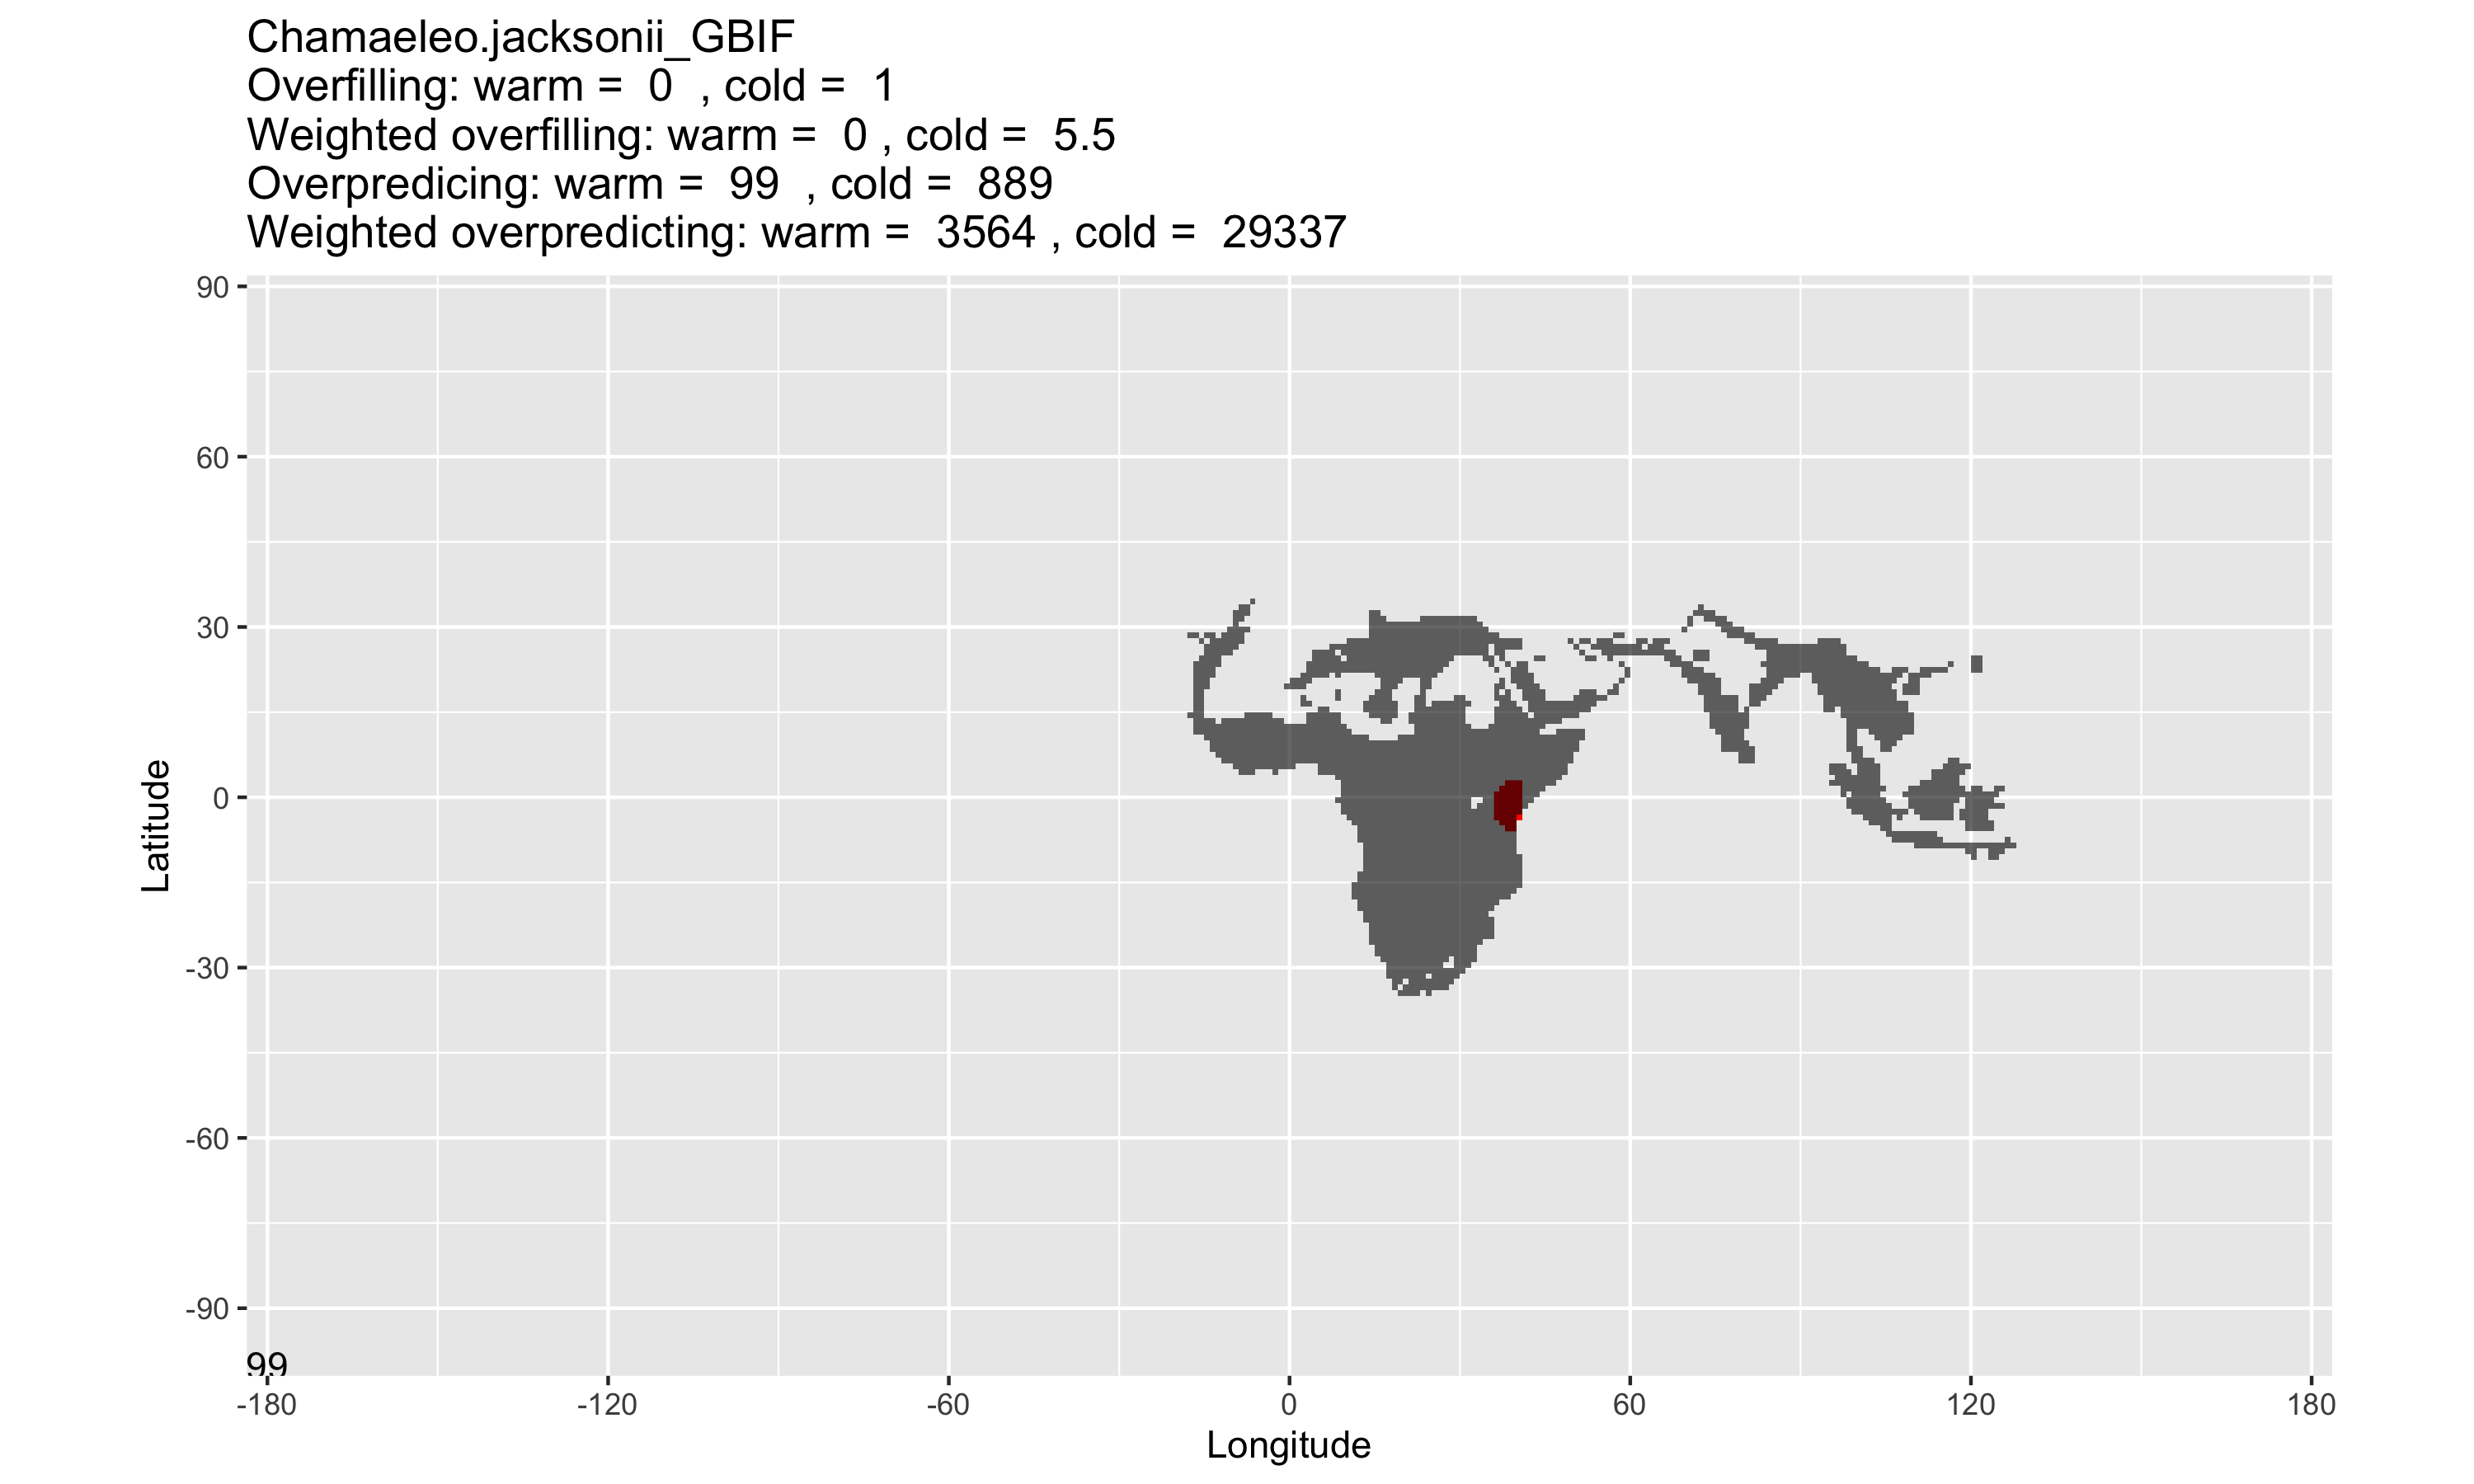 Chamaeleo.jacksonii_GBIF
Overfilling: warm =  0  , cold =  1
Weighted overfilling: warm =  0 , cold =  5.5
Overpredicing: warm =  99  , cold =  889
Weighted overpredicting: warm =  3564 , cold =  29337
90
60
30
0
-30
-60
-90
Latitude
99
-180
-120
-60
0
60
120
180
Longitude